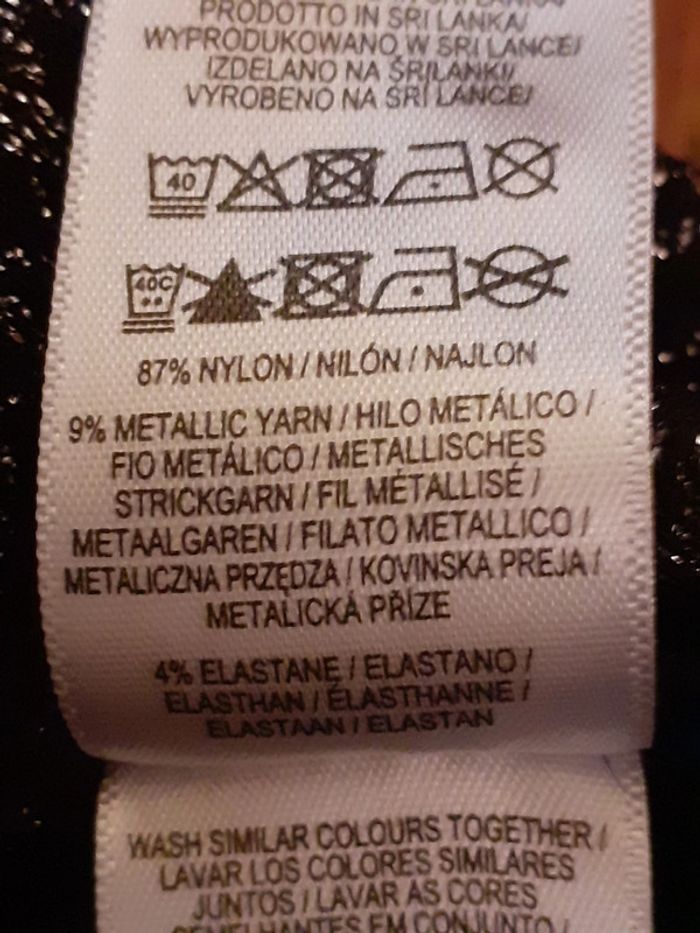 PRODOTTO IN SRI LANKA/
WYPRODUKOWANO W SRI LANCE/
IZDELANO NA ŠRILANKI/
VYROBENO NA SRÍ LANCE/
40
40C
87% NYLON / NILÓN / NAJLON
9% METALLIC YARN / HILO METÁLICO /
FIO METÁLICO / METALLISCHES
STRICKGARN / FIL MÉTALLISÉ /
METAALGAREN / FILATO METALLICO /
METALICZNA PRZĘDZA / KOVINSKA PREJA /
METALICKÁ PŘÍZE
4% ELASTANE / ELASTANO /
ELASTHAN / ÉLASTHANNE /
ELASTAAN / ELASTAN
WASH SIMILAR COLOURS TOGETHER /
LAVAR LOS COLORES SIMILARES
JUNTOS / LAVAR AS CORES
SEMELHANTES EM CONJUNTO /